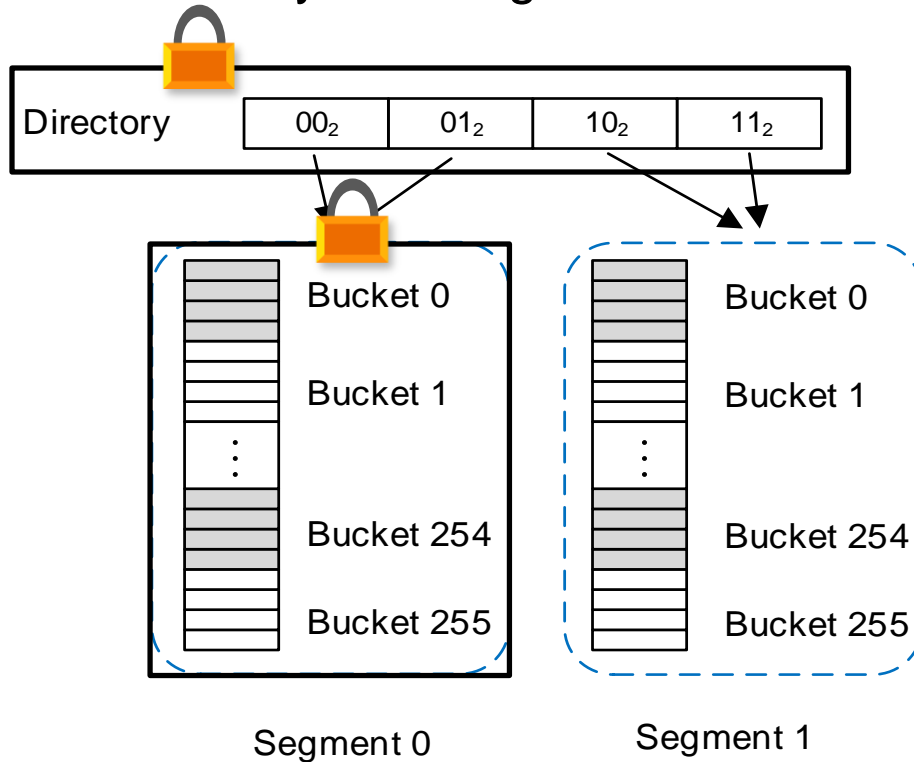 Directory 00₂ 01₂ 10₂ 11₂
Bucket 0 Bucket 0
Bucket 1 Bucket 1
Bucket 254 Bucket 254
Bucket 255 Bucket 255
Segment 0 Segment 1